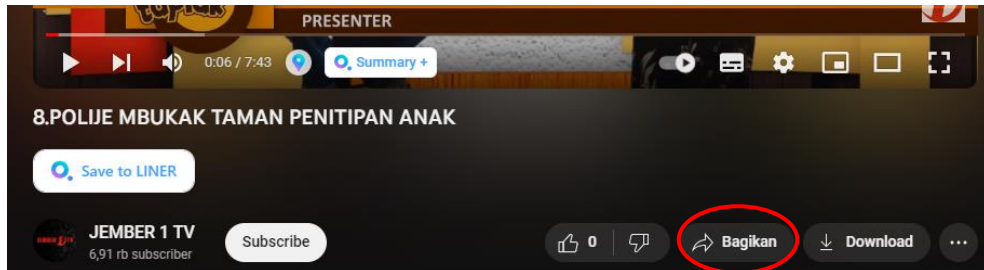 TOPIAR
PRESENTER
0:06 / 7:43 Summary +
8.POLIJE MBUKAK TAMAN PENITIPAN ANAK
Save to LINER
JEMBER 1 TV
6,91 rb subscriber
Subscribe
0
Bagikan
Download